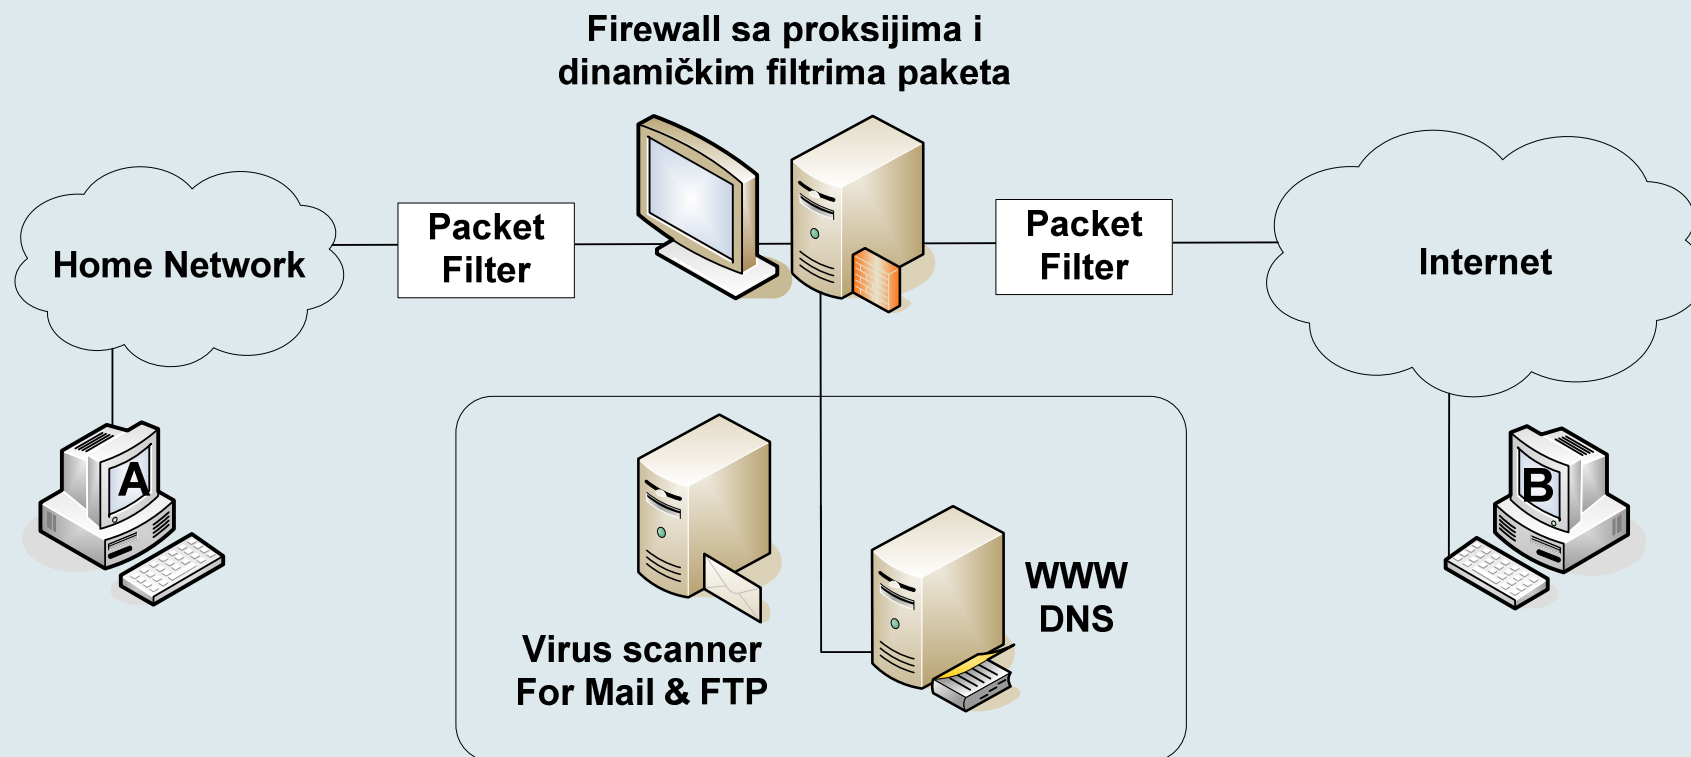 Firewall sa proksijima i
dinamičkim filtrima paketa
Home Network
Packet
Filter
Packet
Filter
Internet
A
B
Virus scanner
For Mail & FTP
WWW
DNS